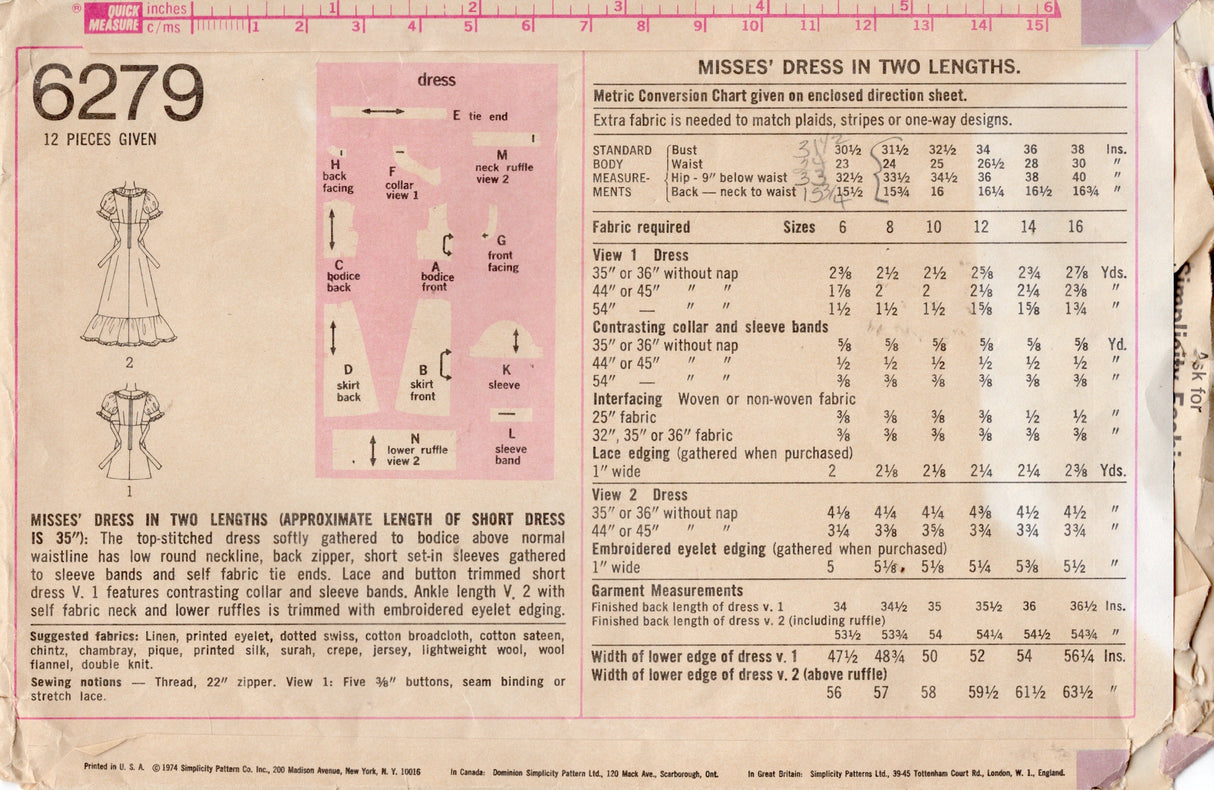 ® QUICK MEASURE inches 1 2 3 4 5 6
c/ms 1 2 3 4 5 6 7 8 9 10 11 12 13 14 15
6279
12 PIECES GIVEN
2
1
dress
E tie end
H back facing
F collar view 1
M neck ruffle view 2
C bodice back
A bodice front
G front facing
D skirt back
B skirt front
K sleeve
N lower ruffle view 2
L sleeve band
MISSES' DRESS IN TWO LENGTHS (APPROXIMATE LENGTH OF SHORT DRESS
IS 35"): The top-stitched dress softly gathered to bodice above normal
waistline has low round neckline, back zipper, short set-in sleeves gathered
to sleeve bands and self fabric tie ends. Lace and button trimmed short
dress V. 1 features contrasting collar and sleeve bands. Ankle length V. 2 with
self fabric neck and lower ruffles is trimmed with embroidered eyelet edging.
Suggested fabrics: Linen, printed eyelet, dotted swiss, cotton broadcloth, cotton sateen,
chintz, chambray, pique, printed silk, surah, crepe, jersey, lightweight wool, wool
flannel, double knit.
Sewing notions — Thread, 22" zipper. View 1: Five ⅜" buttons, seam binding or
stretch lace.
MISSES' DRESS IN TWO LENGTHS.
Metric Conversion Chart given on enclosed direction sheet.
Extra fabric is needed to match plaids, stripes or one-way designs.
STANDARD Bust 31½ 30½ 31½ 32½ 34 36 38 Ins.
BODY Waist 24 23 24 25 26½ 28 30 "
MEASURE- Hip - 9" below waist 33 32½ 33½ 34½ 36 38 40 "
MENTS Back — neck to waist 15¾ 15½ 15¾ 16 16¼ 16½ 16¾ "
Fabric required Sizes 6 8 10 12 14 16
View 1 Dress
35" or 36" without nap 2⅜ 2½ 2½ 2⅝ 2¾ 2⅞ Yds.
44" or 45" " " 1⅞ 2 2 2⅛ 2¼ 2⅜ "
54" — " " 1½ 1½ 1½ 1⅝ 1⅝ 1¾ "
Contrasting collar and sleeve bands
35" or 36" without nap ⅝ ⅝ ⅝ ⅝ ⅝ ⅝ Yd.
44" or 45" " " ½ ½ ½ ½ ½ ½ "
54" — " " ⅜ ⅜ ⅜ ⅜ ⅜ ⅜ "
Interfacing Woven or non-woven fabric
25" fabric ⅜ ⅜ ⅜ ⅜ ½ ½ "
32", 35" or 36" fabric ⅜ ⅜ ⅜ ⅜ ⅜ ⅜ "
Lace edging (gathered when purchased)
1" wide 2 2⅛ 2⅛ 2¼ 2¼ 2⅜ Yds.
View 2 Dress
35" or 36" without nap 4⅛ 4¼ 4¼ 4⅜ 4½ 4½ "
44" or 45" " " 3¼ 3⅜ 3⅝ 3¾ 3¾ 3¾ "
Embroidered eyelet edging (gathered when purchased)
1" wide 5 5⅛ 5⅛ 5¼ 5⅜ 5½ "
Garment Measurements
Finished back length of dress v. 1 34 34½ 35 35½ 36 36½ Ins.
Finished back length of dress v. 2 (including ruffle)
53½ 53¾ 54 54¼ 54½ 54¾ "
Width of lower edge of dress v. 1 47½ 48¾ 50 52 54 56¼ Ins.
Width of lower edge of dress v. 2 (above ruffle)
56 57 58 59½ 61½ 63½ "
Ask for
Printed in U. S. A. © 1974 Simplicity Pattern Co. Inc., 200 Madison Avenue, New York, N. Y. 10016 In Canada: Dominion Simplicity Pattern Ltd., 120 Mack Ave., Scarborough, Ont. In Great Britain: Simplicity Patterns Ltd., 39-45 Tottenham Court Rd., London, W. 1., England.